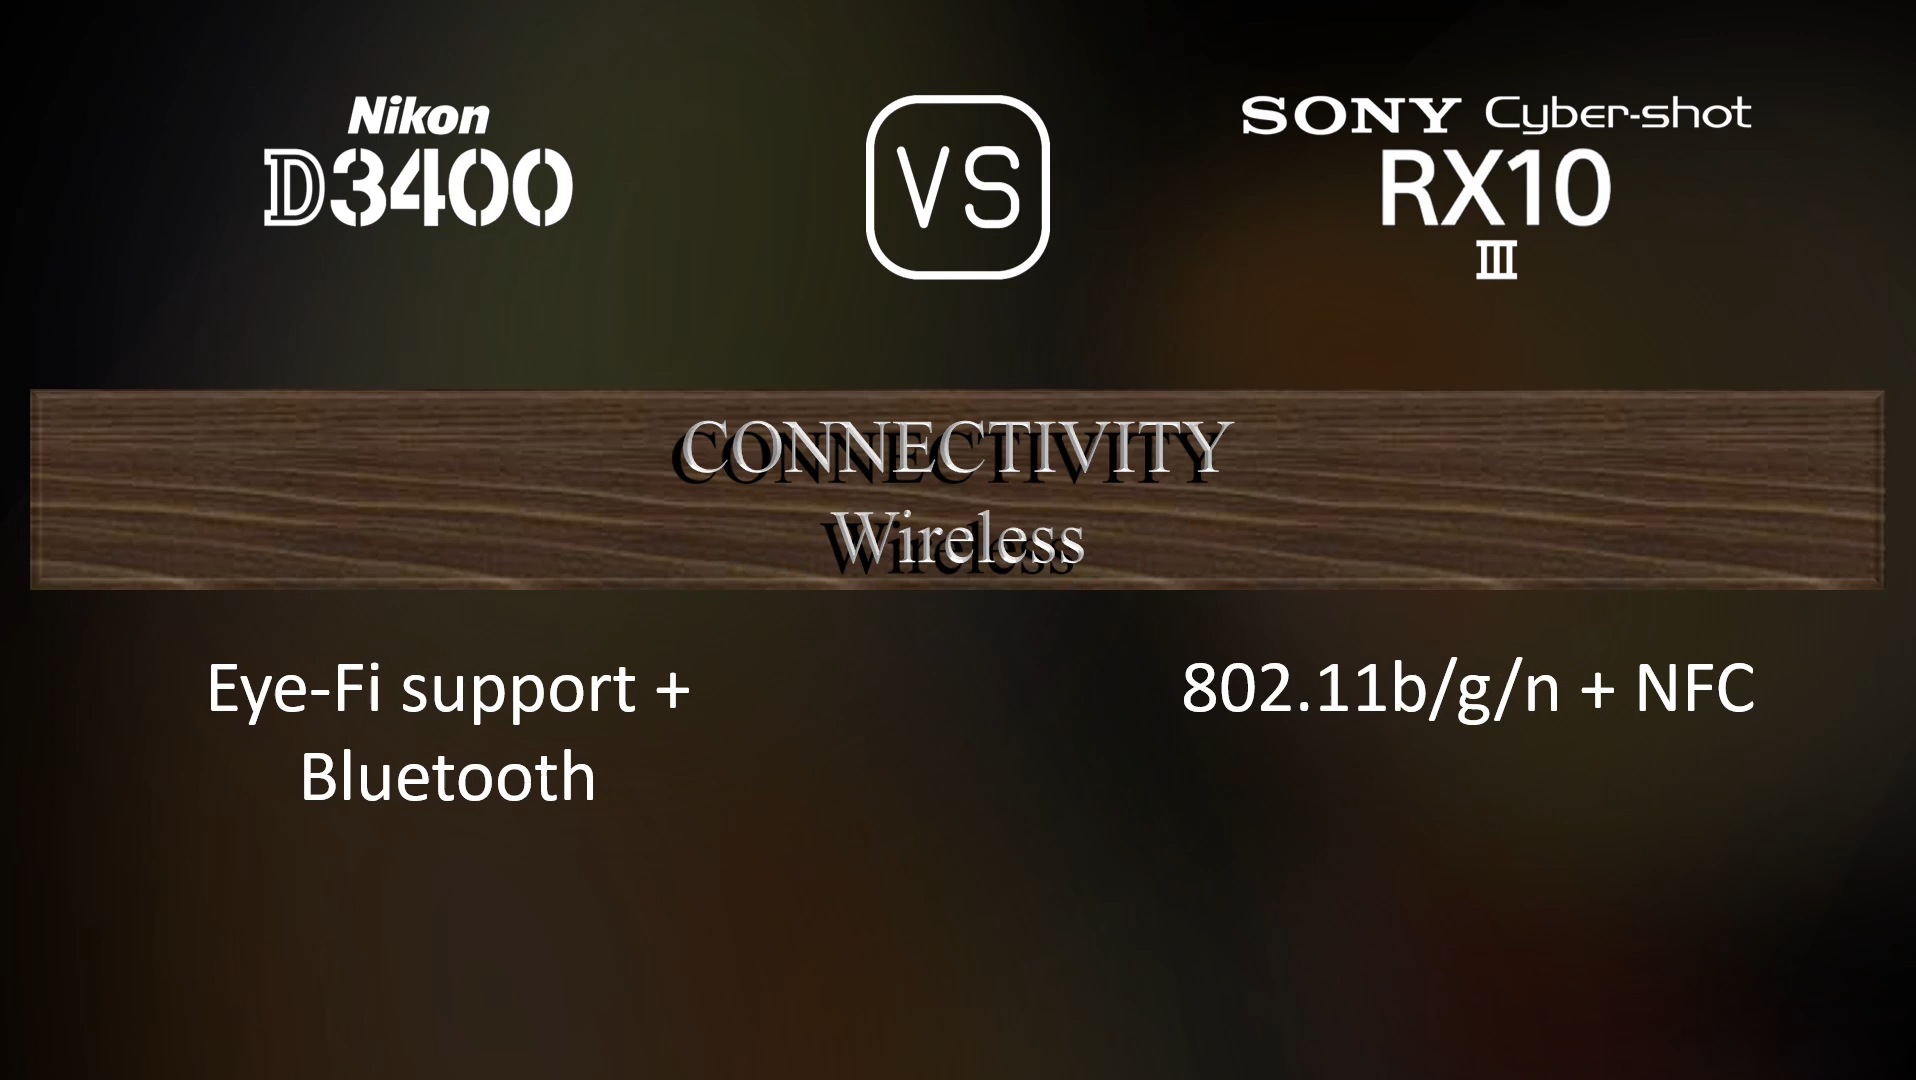 Nikon
D3400
VS
SONY Cyber-shot
RX10
III
CONNECTIVITY
Wireless
Eye-Fi support +
Bluetooth
802.11b/g/n + NFC